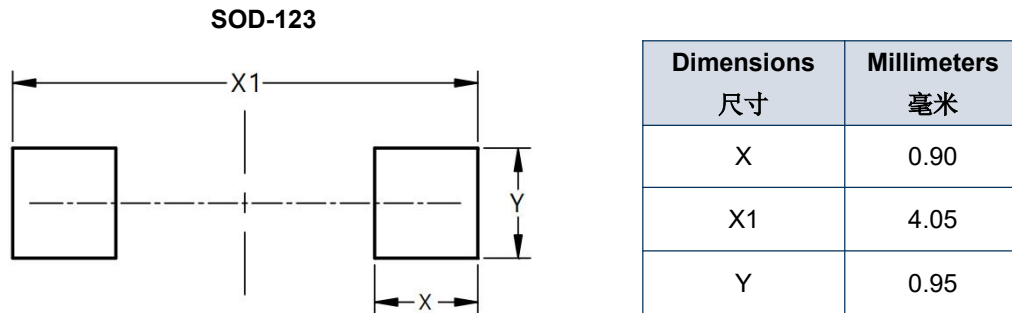 SOD-123
X1
Y
X
Dimensions Millimeters
尺寸 毫米
X 0.90
X1 4.05
Y 0.95